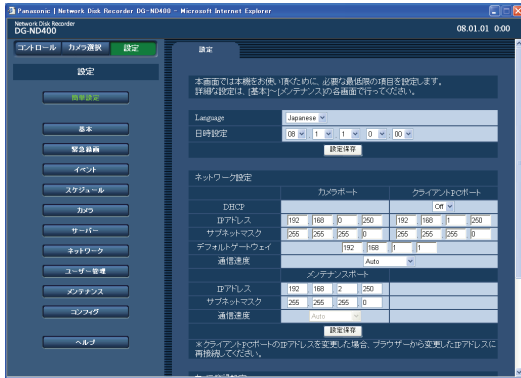 Panasonic | Network Disk Recorder DG-ND400 - Microsoft Internet Explorer
Network Disk Recorder
DG-ND400
08.01.01 0:00
コントロール カメラ選択 設定
設定
設定
簡単設定
基本
緊急録画
イベント
スケジュール
カメラ
サーバー
ネットワーク
ユーザー管理
メンテナンス
コンフィグ
ヘルプ
本画面では本機をお使い頂くために、必要な最低限の項目を設定します。
詳細な設定は、[基本]～[メンテナンス]の各画面で行ってください。
Language Japanese
日時設定 08 1 1 0 00
設定保存
ネットワーク設定
カメラポート クライアントPCポート
DHCP Off
IPアドレス 192 168 0 250 192 168 1 250
サブネットマスク 255 255 255 0 255 255 255 0
デフォルトゲートウェイ 192 168 1 1
通信速度 Auto
メンテナンスポート
IPアドレス 192 168 2 250
サブネットマスク 255 255 255 0
通信速度 Auto
設定保存
※クライアントPCポートのIPアドレスを変更した場合、ブラウザーから変更したIPアドレスに
再接続してください。